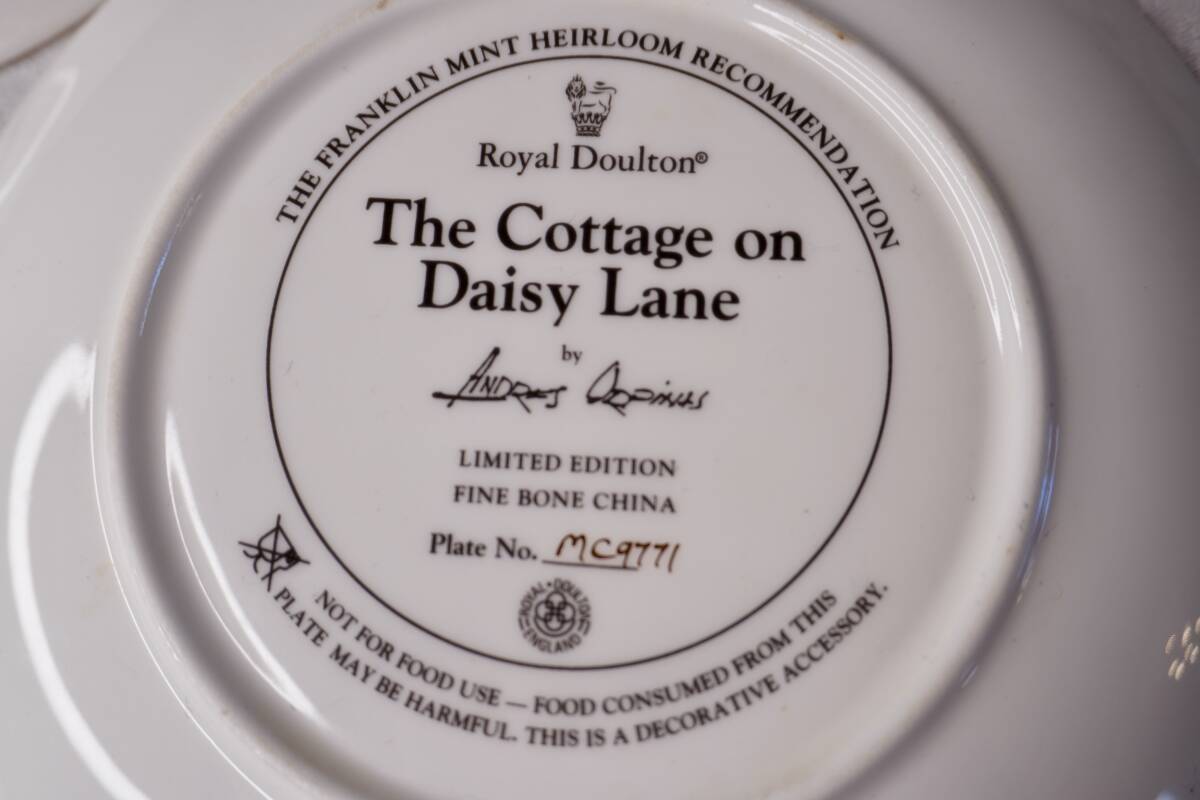 THE FRANKLIN MINT HEIRLOOM RECOMMENDATION
Royal Doulton®
The Cottage on
Daisy Lane
by
ANDRES ORPINAS
LIMITED EDITION
FINE BONE CHINA
Plate No. MC9771
ROYAL • DOULTON
ENGLAND
NOT FOR FOOD USE — FOOD CONSUMED FROM THIS
PLATE MAY BE HARMFUL. THIS IS A DECORATIVE ACCESSORY.